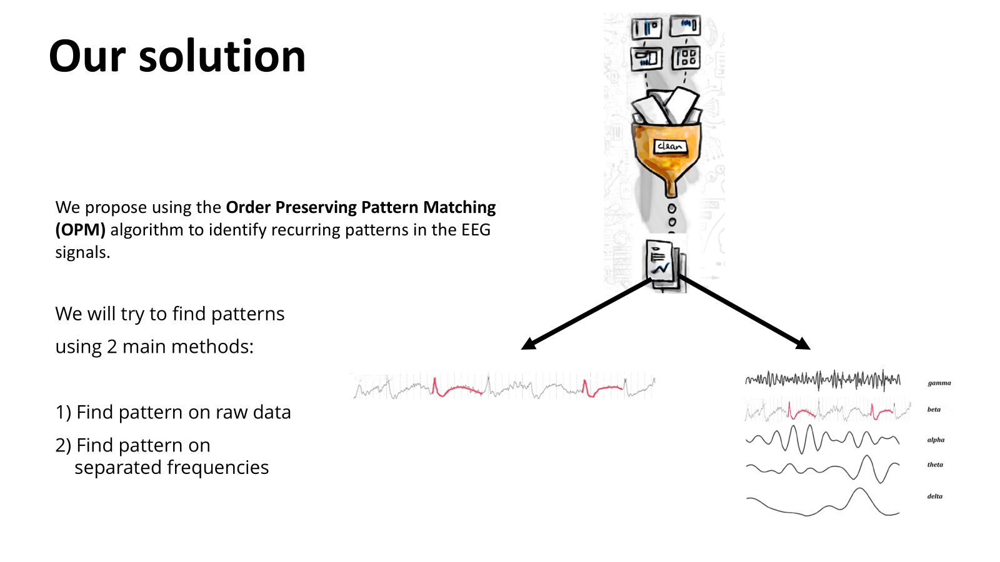 Our solution
clean
We propose using the Order Preserving Pattern Matching
(OPM) algorithm to identify recurring patterns in the EEG
signals.
We will try to find patterns
using 2 main methods:
1) Find pattern on raw data
2) Find pattern on
separated frequencies
gamma
beta
alpha
theta
delta